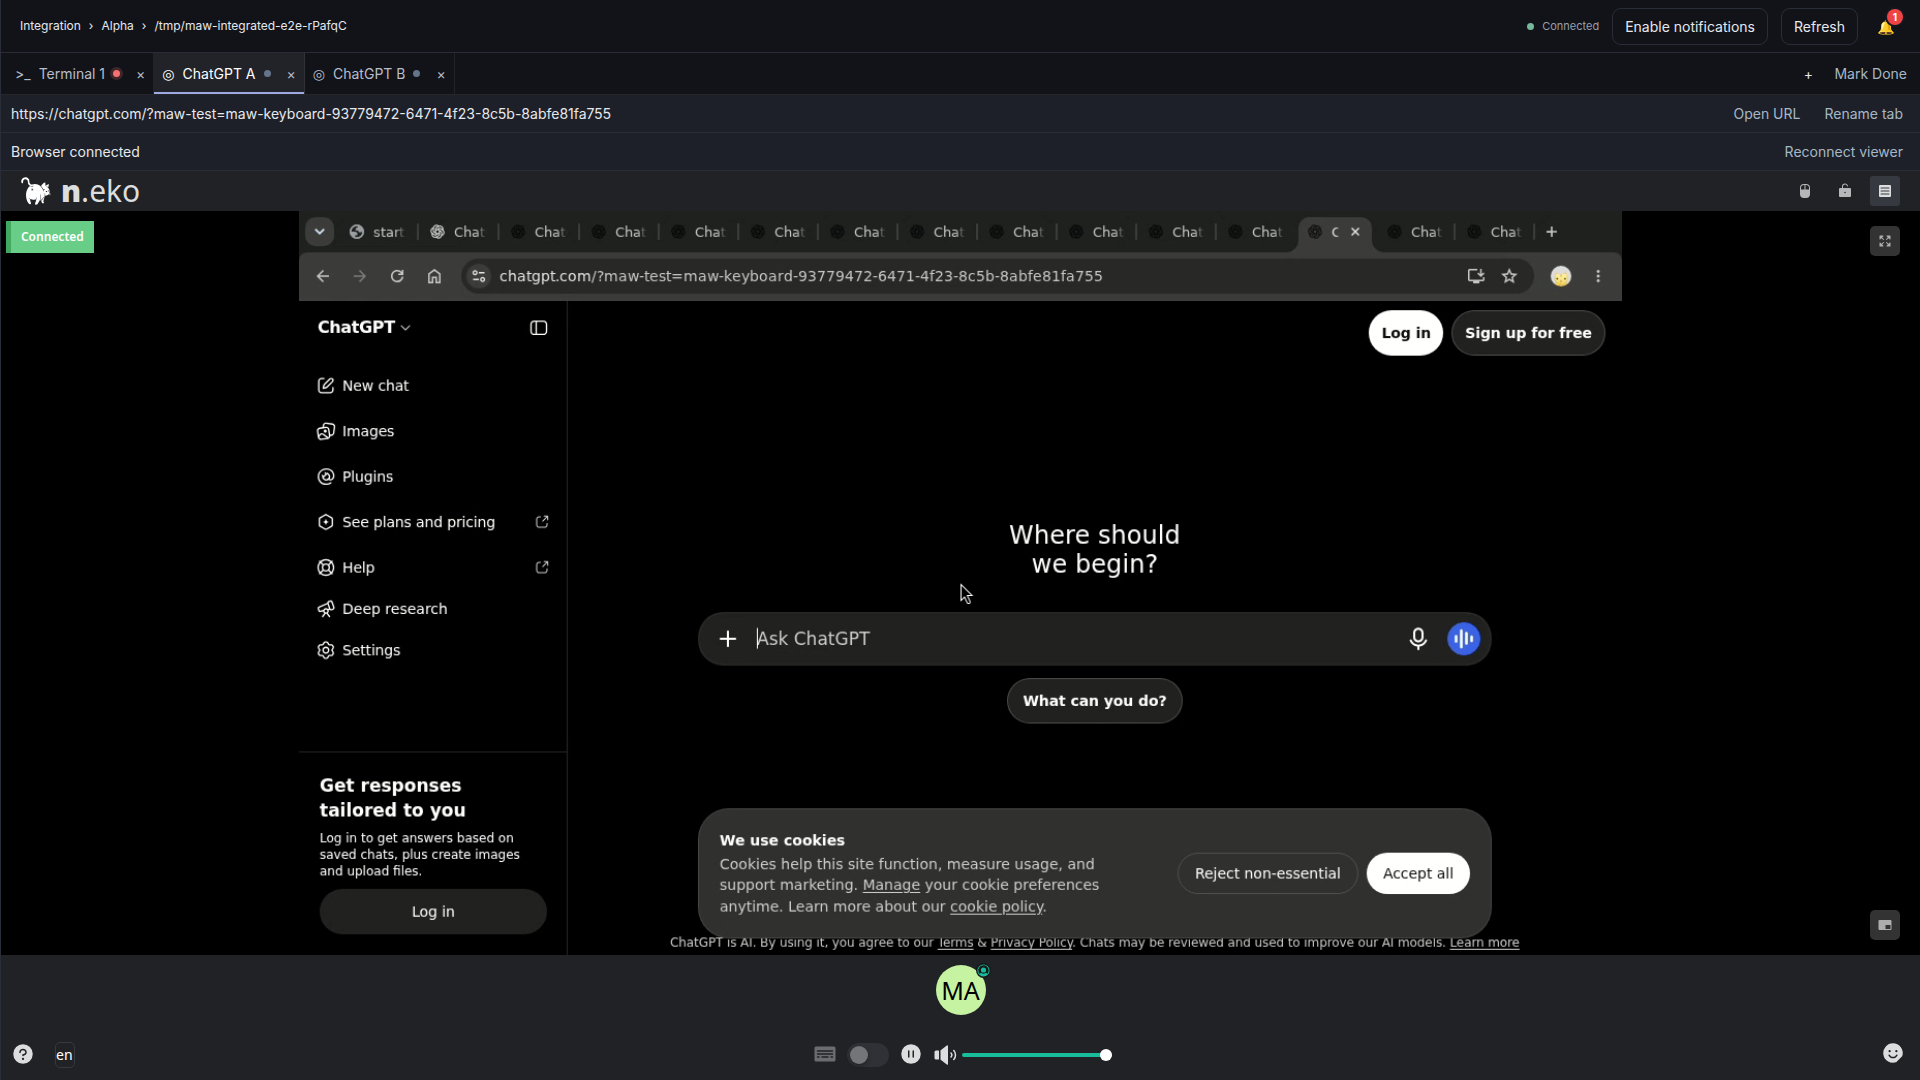 Integration › Alpha › /tmp/maw-integrated-e2e-rPafqC
Connected
Enable notifications
Refresh
1
>_ Terminal 1 ×
ChatGPT A ×
ChatGPT B ×
+
Mark Done
https://chatgpt.com/?maw-test=maw-keyboard-93779472-6471-4f23-8c5b-8abfe81fa755
Open URL
Rename tab
Browser connected
Reconnect viewer
n.eko
Connected
start
Chat
Chat
Chat
Chat
Chat
Chat
Chat
Chat
Chat
Chat
Chat
C
Chat
Chat
chatgpt.com/?maw-test=maw-keyboard-93779472-6471-4f23-8c5b-8abfe81fa755
ChatGPT
Log in
Sign up for free
New chat
Images
Plugins
See plans and pricing
Help
Deep research
Settings
Where should
we begin?
Ask ChatGPT
What can you do?
Get responses
tailored to you
Log in to get answers based on
saved chats, plus create images
and upload files.
Log in
We use cookies
Cookies help this site function, measure usage, and
support marketing. Manage your cookie preferences
anytime. Learn more about our cookie policy.
Reject non-essential
Accept all
ChatGPT is AI. By using it, you agree to our Terms & Privacy Policy. Chats may be reviewed and used to improve our AI models. Learn more
MA
?
en